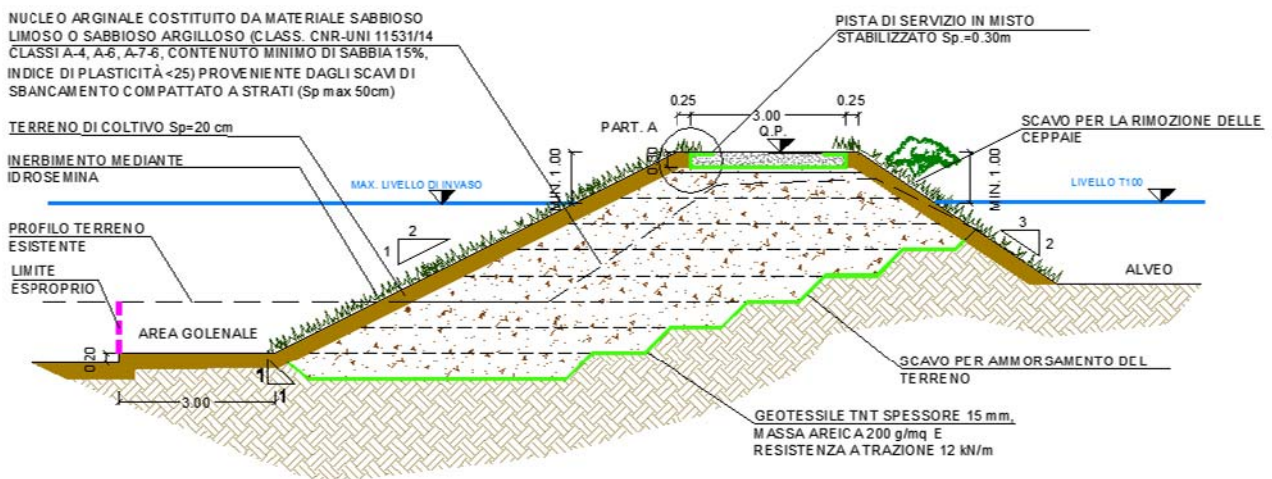 NUCLEO ARGINALE COSTITUITO DA MATERIALE SABBIOSO
LIMOSO O SABBIOSO ARGILLOSO (CLASS. CNR-UNI 11531/14
CLASSI A-4, A-6, A-7-6, CONTENUTO MINIMO DI SABBIA 15%,
INDICE DI PLASTICITÀ <25) PROVENIENTE DAGLI SCAVI DI
SBANCAMENTO COMPATTATO A STRATI (Sp max 50cm)
TERRENO DI COLTIVO Sp=20 cm
INERBIMENTO MEDIANTE
IDROSEMINA
PROFILO TERRENO
ESISTENTE
LIMITE
ESPROPRIO
AREA GOLENALE
0.20
3.00
1
1
MAX. LIVELLO DI INVASO
2
1
MIN. 1.00
PART. A
0.30
0.25
3.00
0.25
Q.P.
PISTA DI SERVIZIO IN MISTO
STABILIZZATO Sp.=0.30m
SCAVO PER LA RIMOZIONE DELLE
CEPPAIE
MIN. 1.00
LIVELLO T100
3
2
ALVEO
SCAVO PER AMMORSAMENTO DEL
TERRENO
GEOTESSILE TNT SPESSORE 15 mm,
MASSA AREICA 200 g/mq E
RESISTENZA A TRAZIONE 12 kN/m